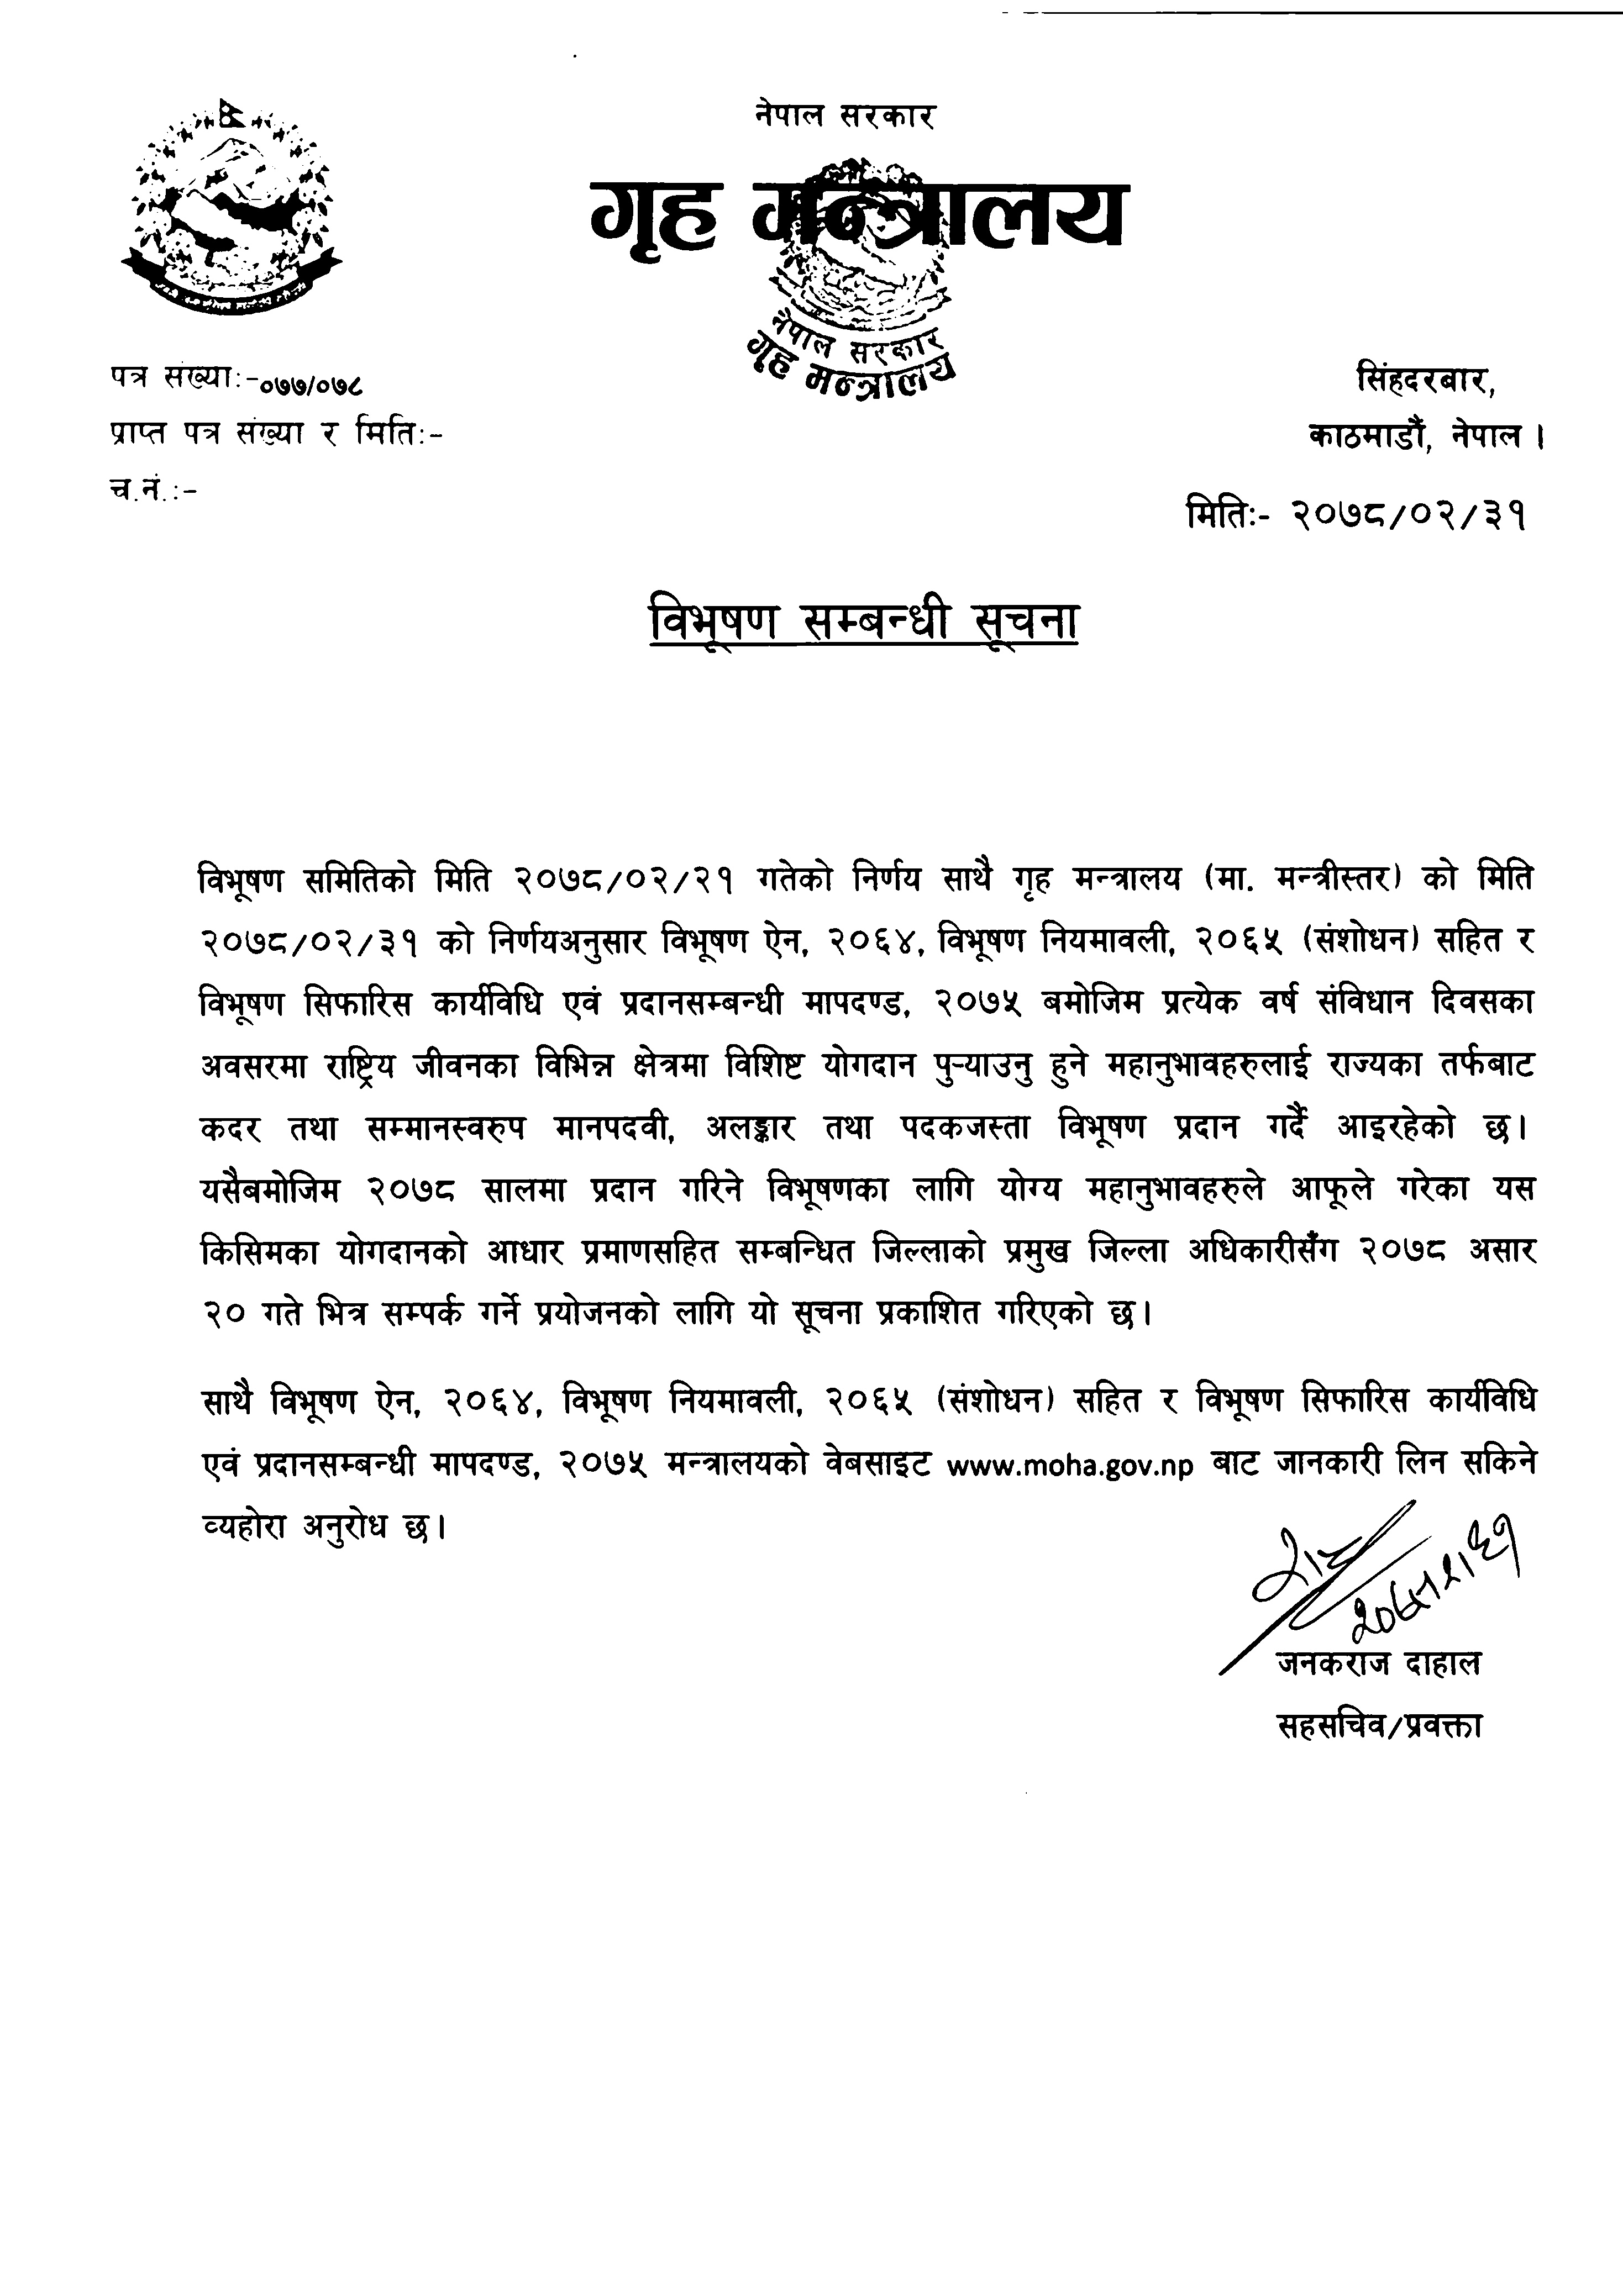 नेपाल सरकार
गृह मन्त्रालय
नेपाल सरकार
गृह मन्त्रालय
पत्र संख्याः-०७७/०७८
सिंहदरबार,
प्राप्त पत्र संख्या र मितिः-
काठमाडौं, नेपाल ।
च.नं.:-
मितिः- २०७८/०२/३१
विभूषण सम्बन्धी सूचना
विभूषण समितिको मिति २०७८/०२/२१ गतेको निर्णय साथै गृह मन्त्रालय (मा. मन्त्रीस्तर) को मिति
२०७८/०२/३१ को निर्णयअनुसार विभूषण ऐन, २०६४, विभूषण नियमावली, २०६५ (संशोधन) सहित र
विभूषण सिफारिस कार्यविधि एवं प्रदानसम्बन्धी मापदण्ड, २०७५ बमोजिम प्रत्येक वर्ष संविधान दिवसका
अवसरमा राष्ट्रिय जीवनका विभिन्न क्षेत्रमा विशिष्ट योगदान पुऱ्याउनु हुने महानुभावहरुलाई राज्यका तर्फबाट
कदर तथा सम्मानस्वरुप मानपदवी, अलङ्कार तथा पदकजस्ता विभूषण प्रदान गर्दै आइरहेको छ।
यसैबमोजिम २०७८ सालमा प्रदान गरिने विभूषणका लागि योग्य महानुभावहरुले आफूले गरेका यस
किसिमका योगदानको आधार प्रमाणसहित सम्बन्धित जिल्लाको प्रमुख जिल्ला अधिकारीसँग २०७८ असार
२० गते भित्र सम्पर्क गर्ने प्रयोजनको लागि यो सूचना प्रकाशित गरिएको छ।
साथै विभूषण ऐन, २०६४, विभूषण नियमावली, २०६५ (संशोधन) सहित र विभूषण सिफारिस कार्यविधि
एवं प्रदानसम्बन्धी मापदण्ड, २०७५ मन्त्रालयको वेबसाइट www.moha.gov.np बाट जानकारी लिन सकिने
व्यहोरा अनुरोध छ।
जनकराज दाहाल
सहसचिव/प्रवक्ता